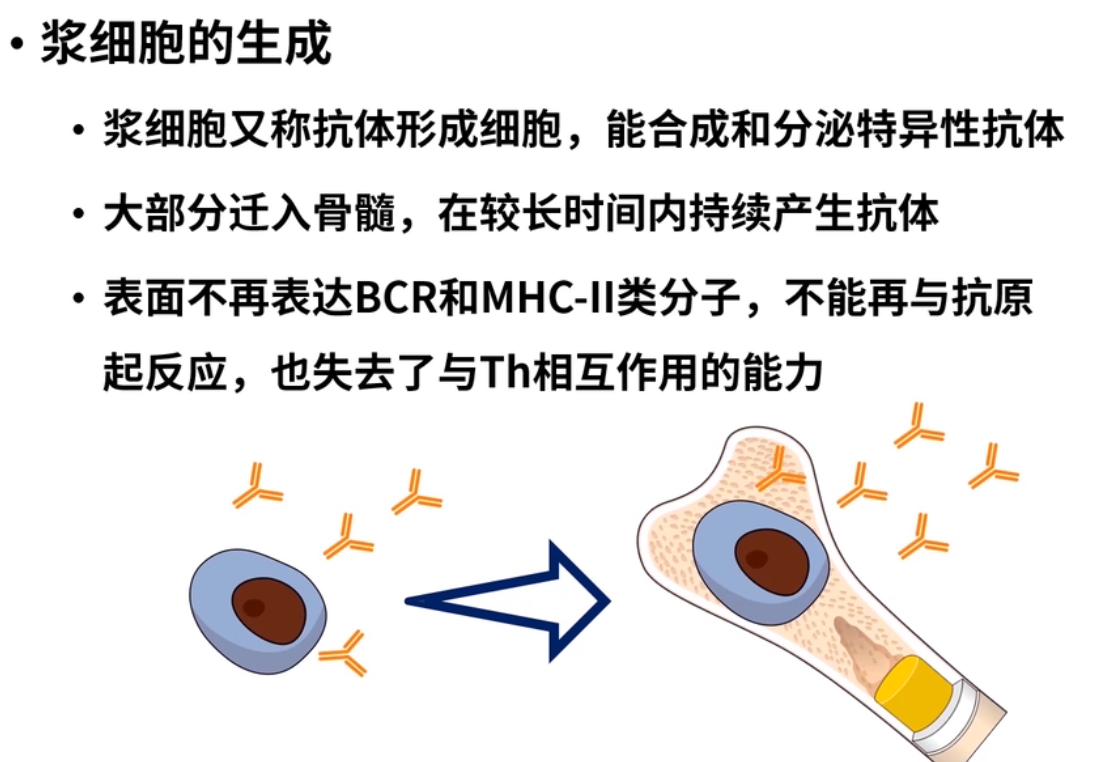 • 浆细胞的生成
• 浆细胞又称抗体形成细胞，能合成和分泌特异性抗体
• 大部分迁入骨髓，在较长时间内持续产生抗体
• 表面不再表达BCR和MHC-II类分子，不能再与抗原
起反应，也失去了与Th相互作用的能力